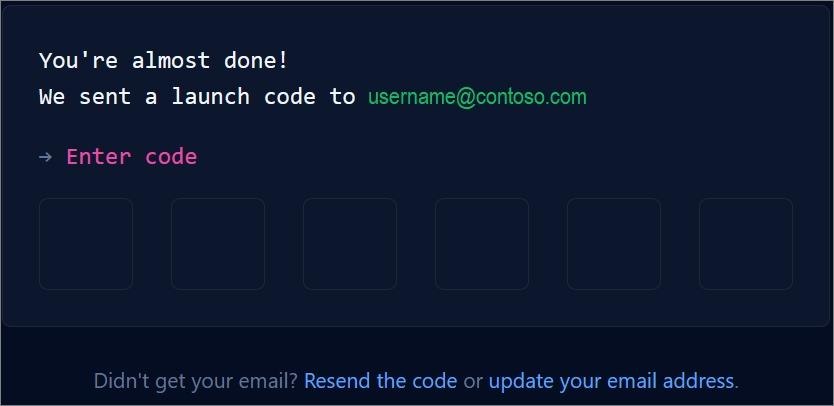 You're almost done!
We sent a launch code to username@contoso.com
→ Enter code
Didn't get your email? Resend the code or update your email address.